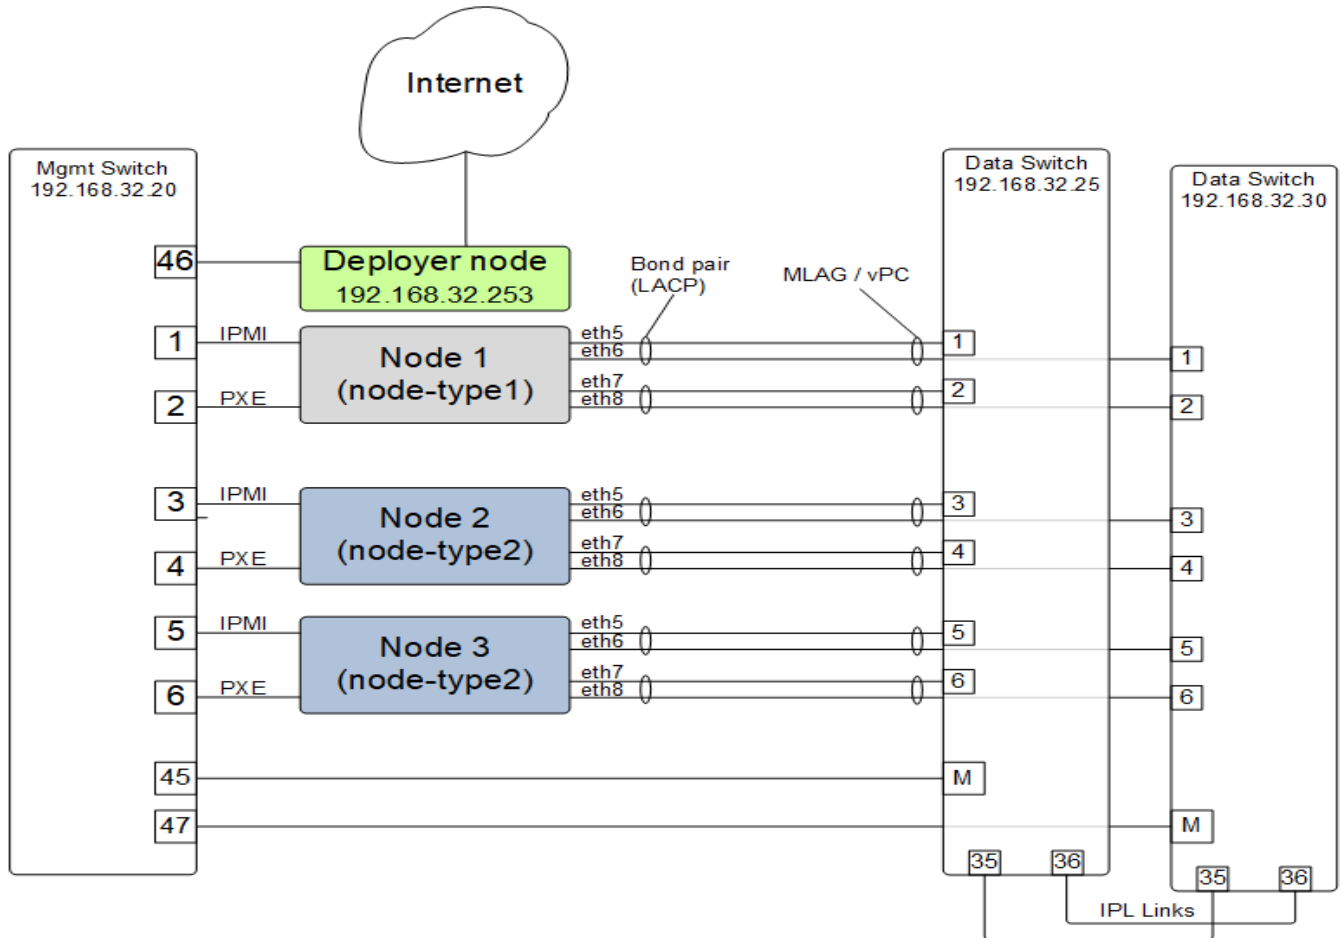 Internet
Mgmt Switch
192.168.32.20
Data Switch
192.168.32.25
Data Switch
192.168.32.30
46
Deployer node
192.168.32.253
Bond pair
(LACP)
MLAG / vPC
1
IPMI
2
PXE
Node 1
(node-type1)
eth5
eth6
eth7
eth8
1
2
1
2
3
IPMI
4
PXE
Node 2
(node-type2)
eth5
eth6
eth7
eth8
3
4
3
4
5
IPMI
6
PXE
Node 3
(node-type2)
eth5
eth6
eth7
eth8
5
6
5
6
45
M
47
M
35
36
35
36
IPL Links